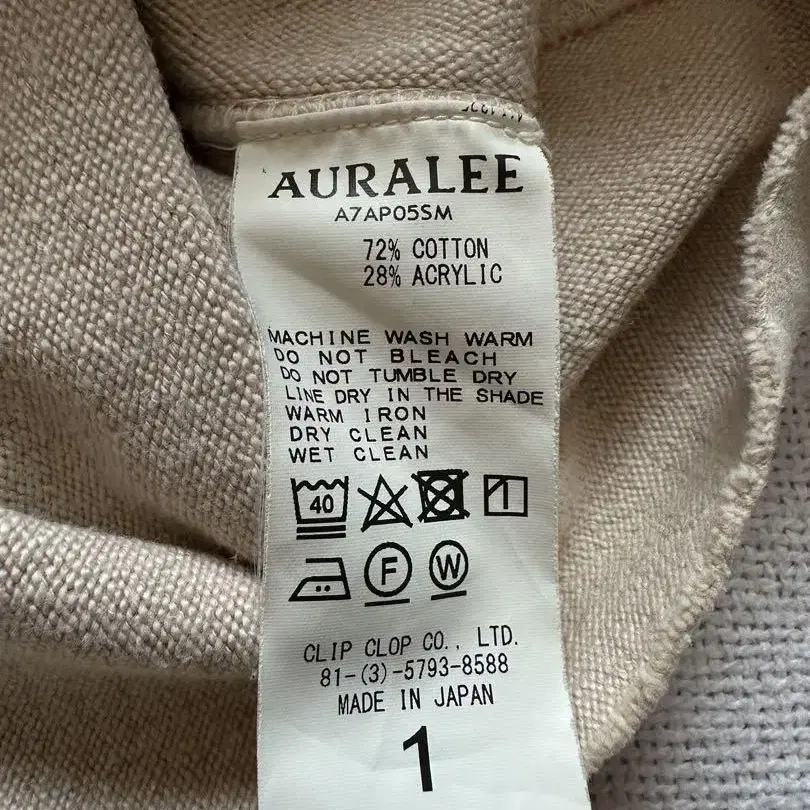 AURALEE
A7AP05SM
72% COTTON
28% ACRYLIC
MACHINE WASH WARM
DO NOT BLEACH
DO NOT TUMBLE DRY
LINE DRY IN THE SHADE
WARM IRON
DRY CLEAN
WET CLEAN
40
F W
CLIP CLOP CO., LTD.
81-(3)-5793-8588
MADE IN JAPAN
1